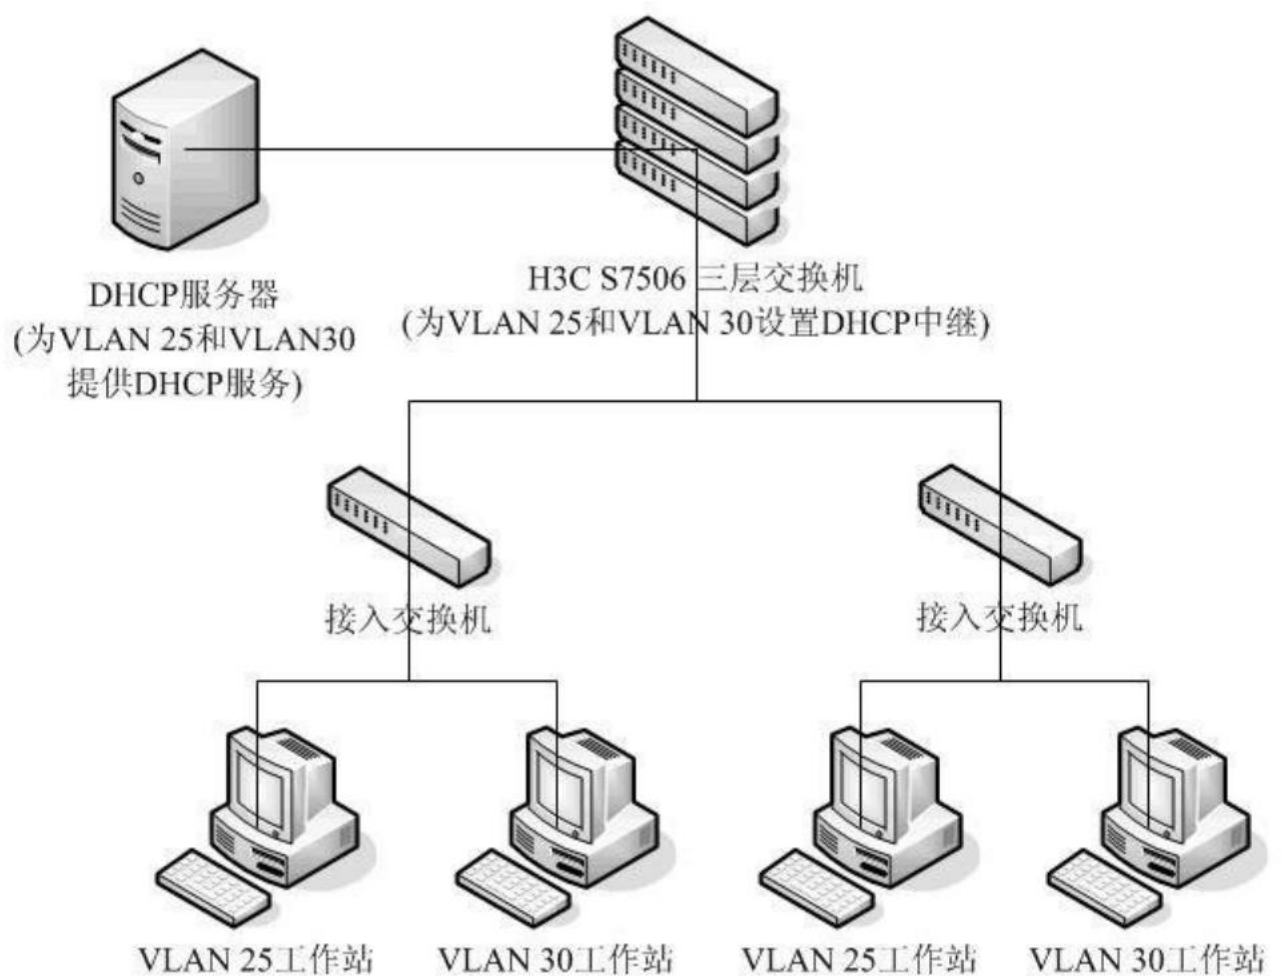 DHCP服务器
(为VLAN 25和VLAN30
提供DHCP服务)
H3C S7506 三层交换机
(为VLAN 25和VLAN 30设置DHCP中继)
接入交换机
接入交换机
VLAN 25工作站
VLAN 30工作站
VLAN 25工作站
VLAN 30工作站